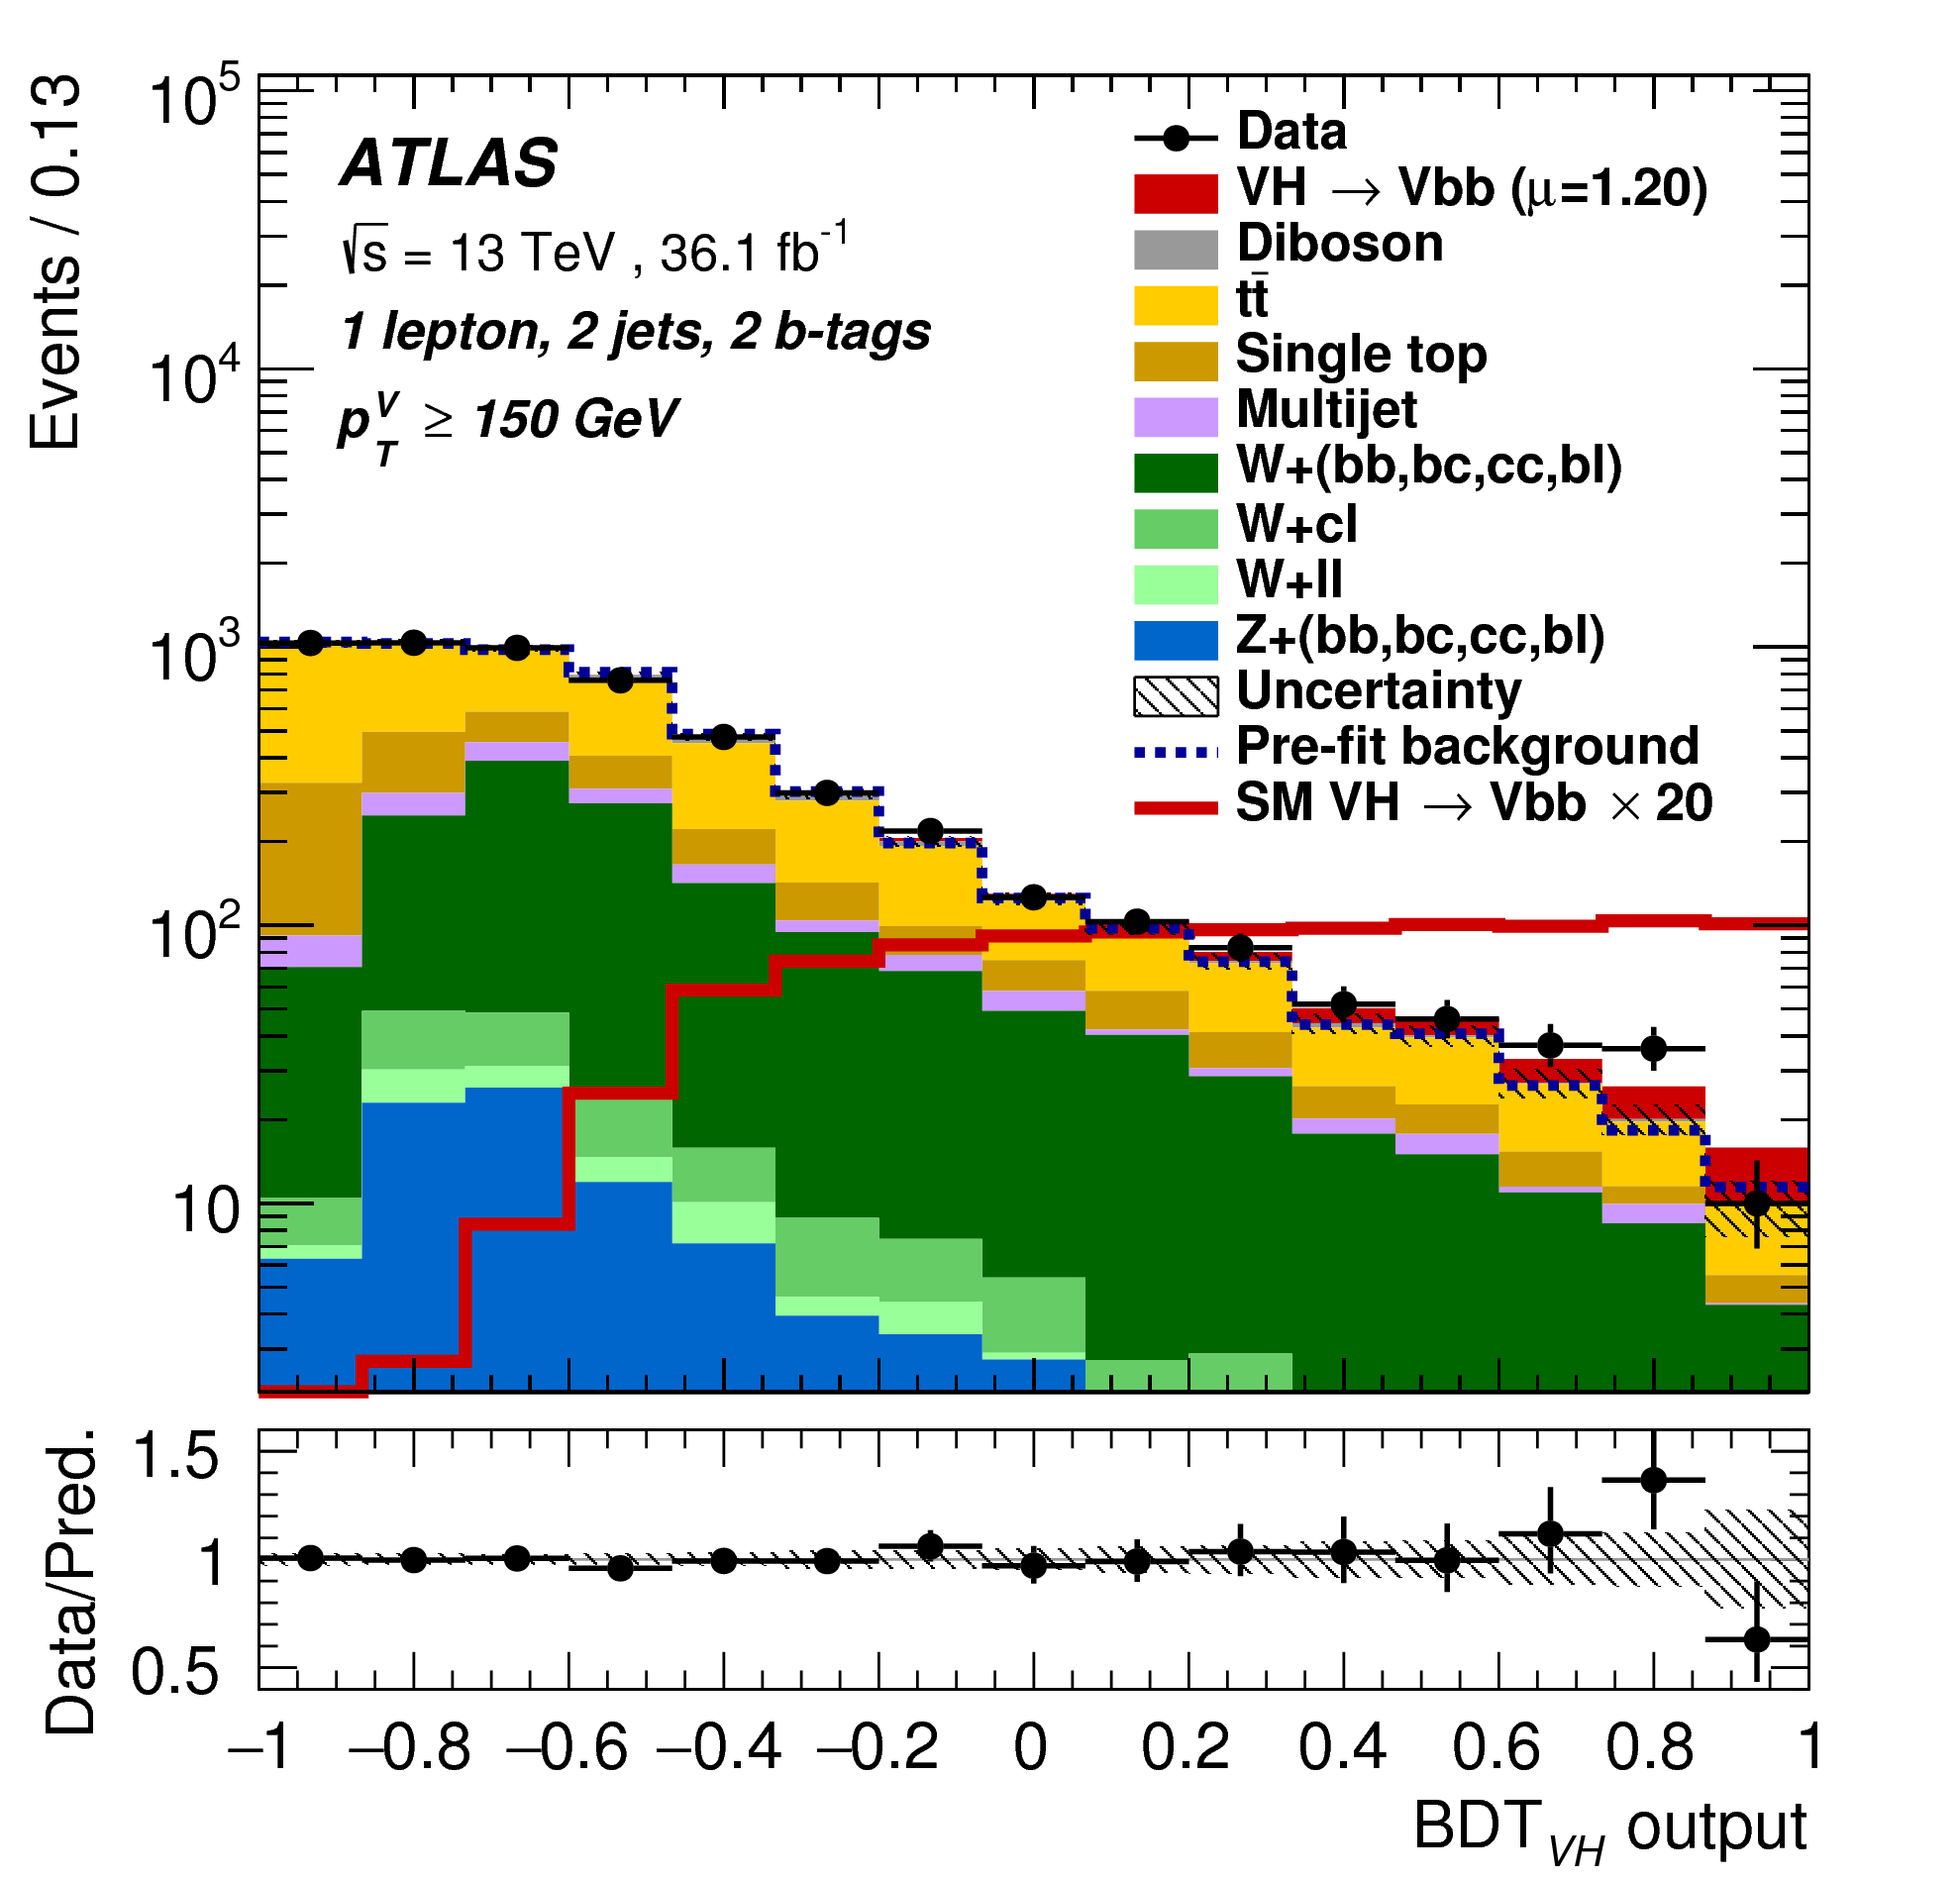 Events / 0.13
10⁵
10⁴
10³
10²
10
ATLAS
√s = 13 TeV , 36.1 fb⁻¹
1 lepton, 2 jets, 2 b-tags
p_T^V ≥ 150 GeV
Data
VH → Vbb (μ=1.20)
Diboson
tt̄
Single top
Multijet
W+(bb,bc,cc,bl)
W+cl
W+ll
Z+(bb,bc,cc,bl)
Uncertainty
Pre-fit background
SM VH → Vbb × 20
Data/Pred.
1.5
1
0.5
−1 −0.8 −0.6 −0.4 −0.2 0 0.2 0.4 0.6 0.8 1
BDT_VH output